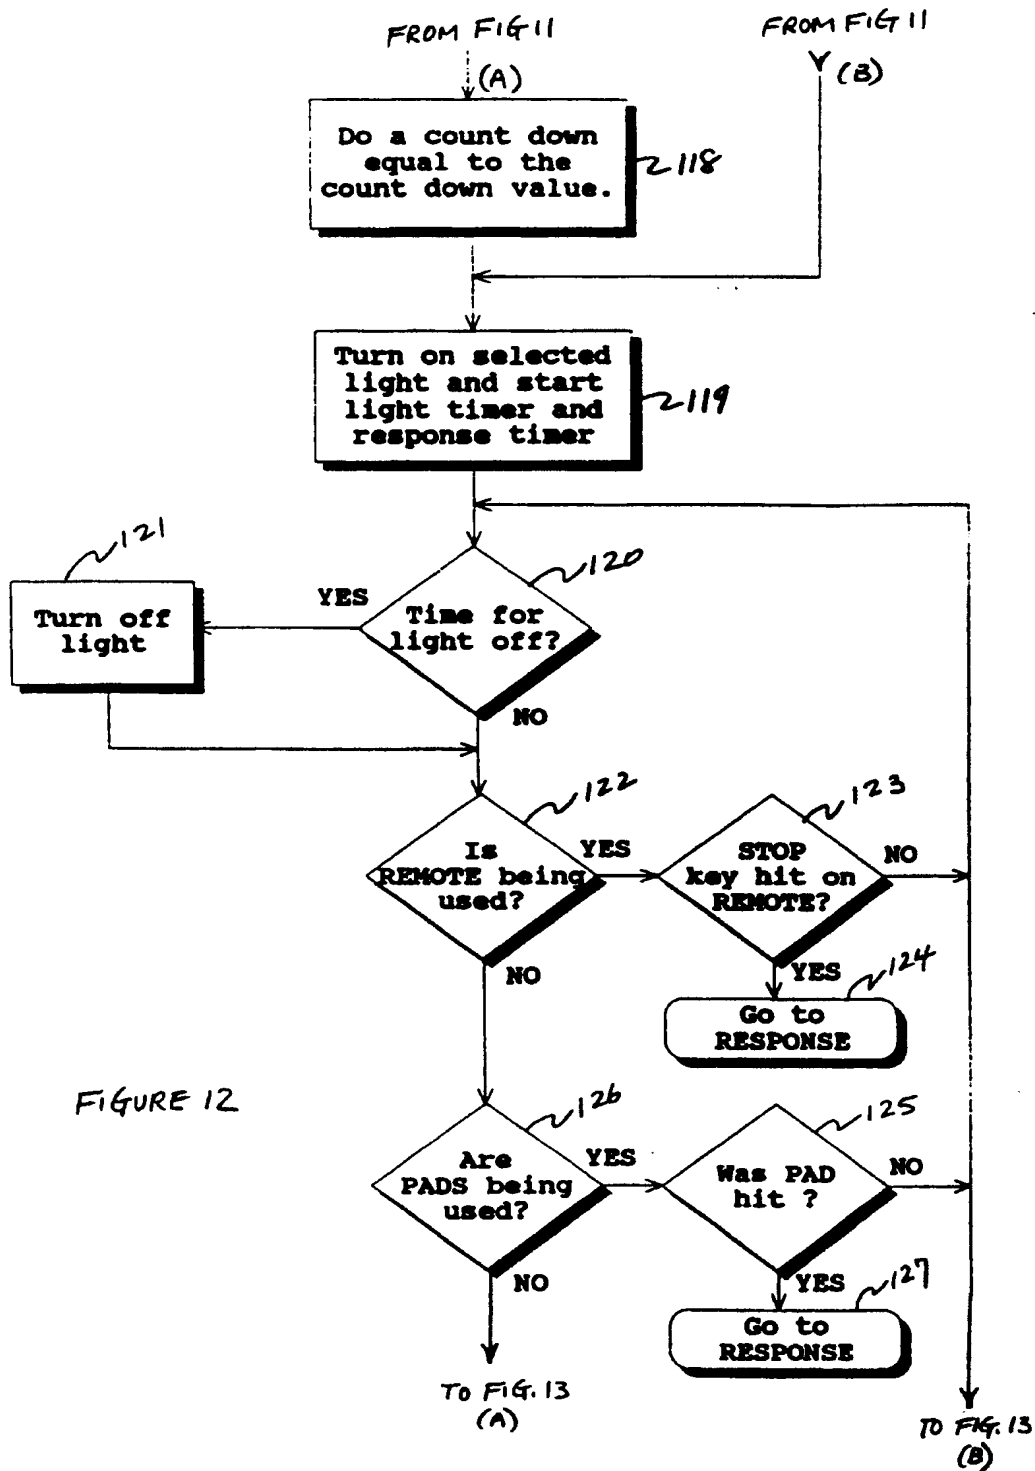 FROM FIG 11
FROM FIG 11
(A)
(B)
Do a count down
equal to the
count down value.
118
Turn on selected
light and start
light timer and
response timer
119
121
120
YES
Turn off
light
Time for
light off?
NO
122
123
Is
REMOTE being
used?
YES
STOP
key hit on
REMOTE?
NO
NO
YES
124
Go to
RESPONSE
FIGURE 12
126
125
Are
PADS being
used?
YES
Was PAD
hit ?
NO
NO
YES
127
Go to
RESPONSE
TO FIG. 13
(A)
TO FIG. 13
(B)